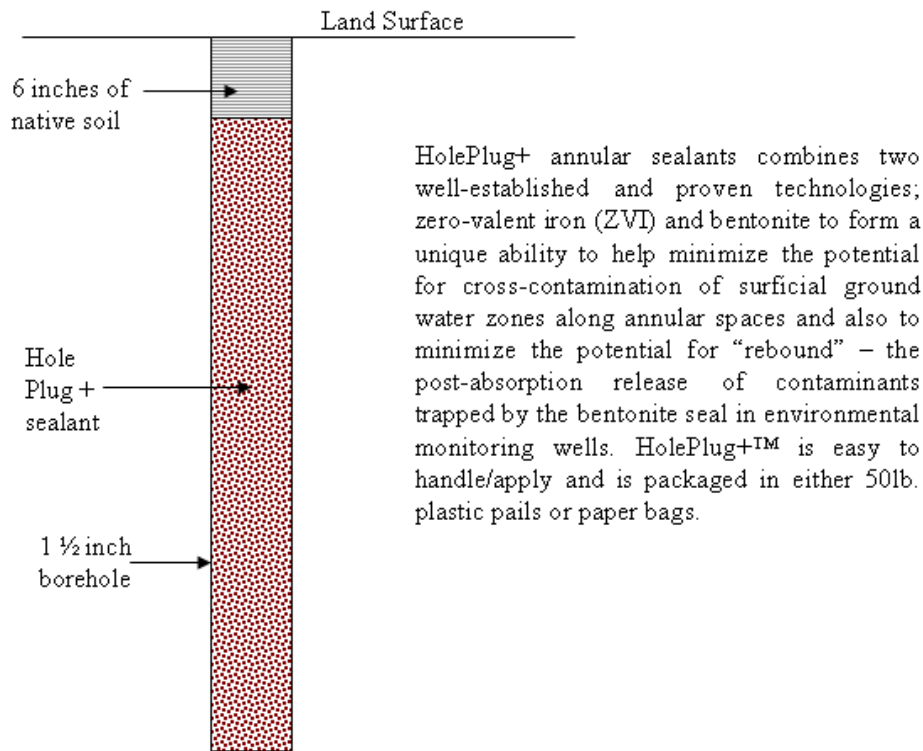 Land Surface
6 inches of
native soil
HolePlug+ annular sealants combines two
well-established and proven technologies;
zero-valent iron (ZVI) and bentonite to form a
unique ability to help minimize the potential
for cross-contamination of surficial ground
water zones along annular spaces and also to
minimize the potential for “rebound” – the
post-absorption release of contaminants
trapped by the bentonite seal in environmental
monitoring wells. HolePlug+™ is easy to
handle/apply and is packaged in either 50lb.
plastic pails or paper bags.
Hole
Plug +
sealant
1 ½ inch
borehole